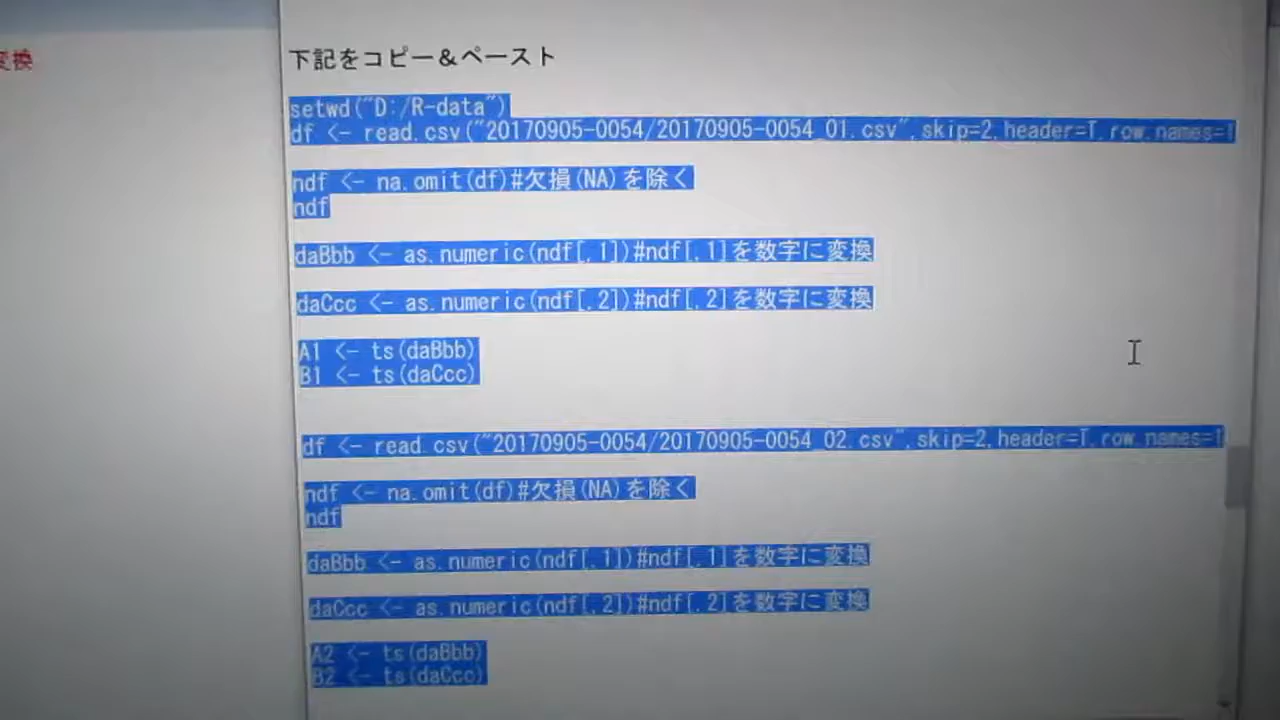 変換
下記をコピー＆ペースト
setwd("D:/R-data")
df <- read.csv("20170905-0054/20170905-0054_01.csv",skip=2,header=T,row.names=1
ndf <- na.omit(df)#欠損(NA)を除く
ndf
daBbb <- as.numeric(ndf[,1])#ndf[,1]を数字に変換
daCcc <- as.numeric(ndf[,2])#ndf[,2]を数字に変換
A1 <- ts(daBbb)
B1 <- ts(daCcc)
df <- read.csv("20170905-0054/20170905-0054_02.csv",skip=2,header=T,row.names=1
ndf <- na.omit(df)#欠損(NA)を除く
ndf
daBbb <- as.numeric(ndf[,1])#ndf[,1]を数字に変換
daCcc <- as.numeric(ndf[,2])#ndf[,2]を数字に変換
A2 <- ts(daBbb)
B2 <- ts(daCcc)